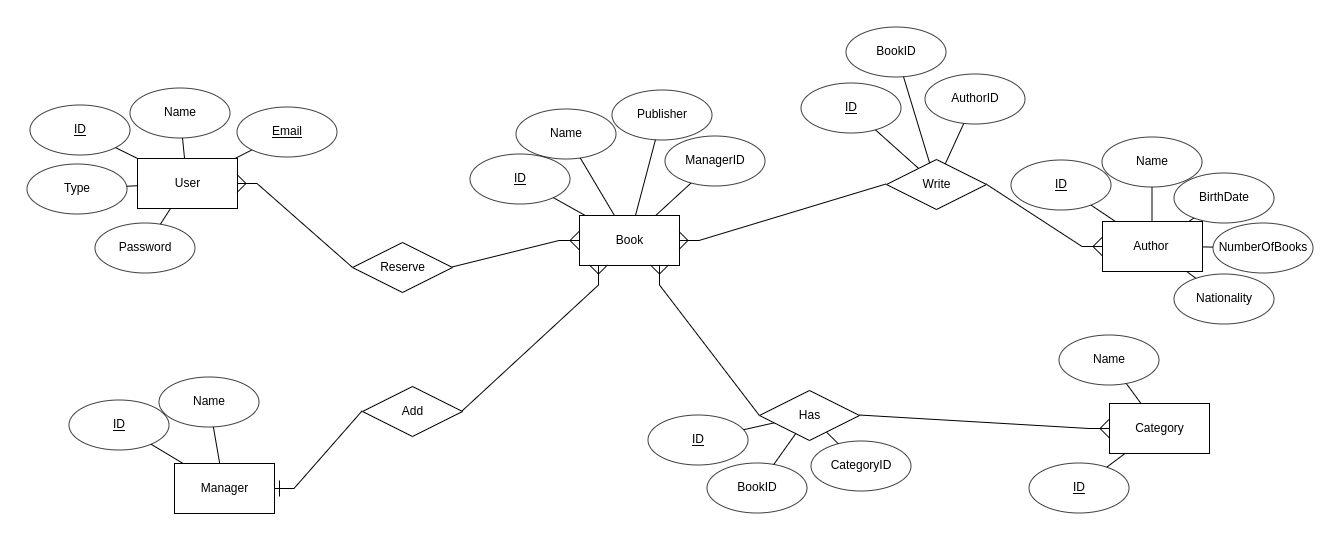 BookID
ID
AuthorID
Write
ID
Name
Email
Type
User
Password
Name
Publisher
ID
ManagerID
Book
Reserve
Name
ID
BirthDate
Author
NumberOfBooks
Nationality
Name
ID
Manager
Add
Has
ID
BookID
CategoryID
Name
Category
ID